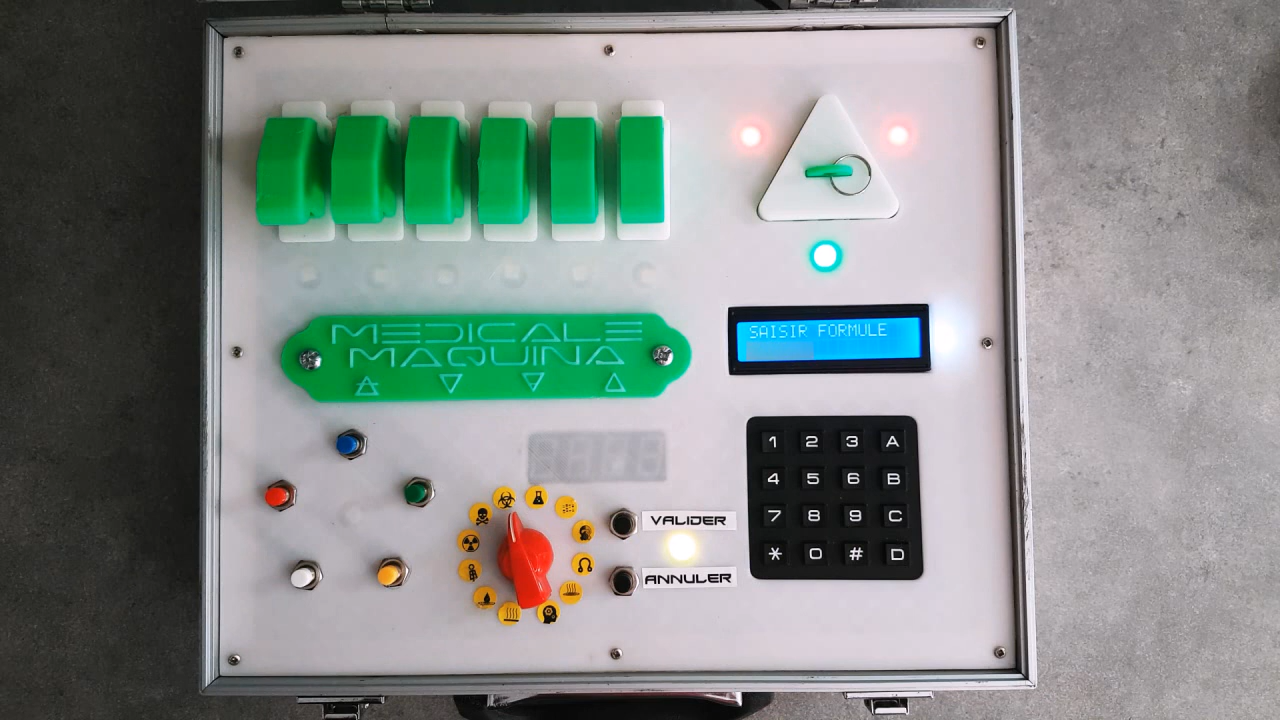 MEDICALE
MAQUINA
SAISIR FORMULE
1 2 3 A
4 5 6 B
7 8 9 C
* 0 # D
VALIDER
ANNULER